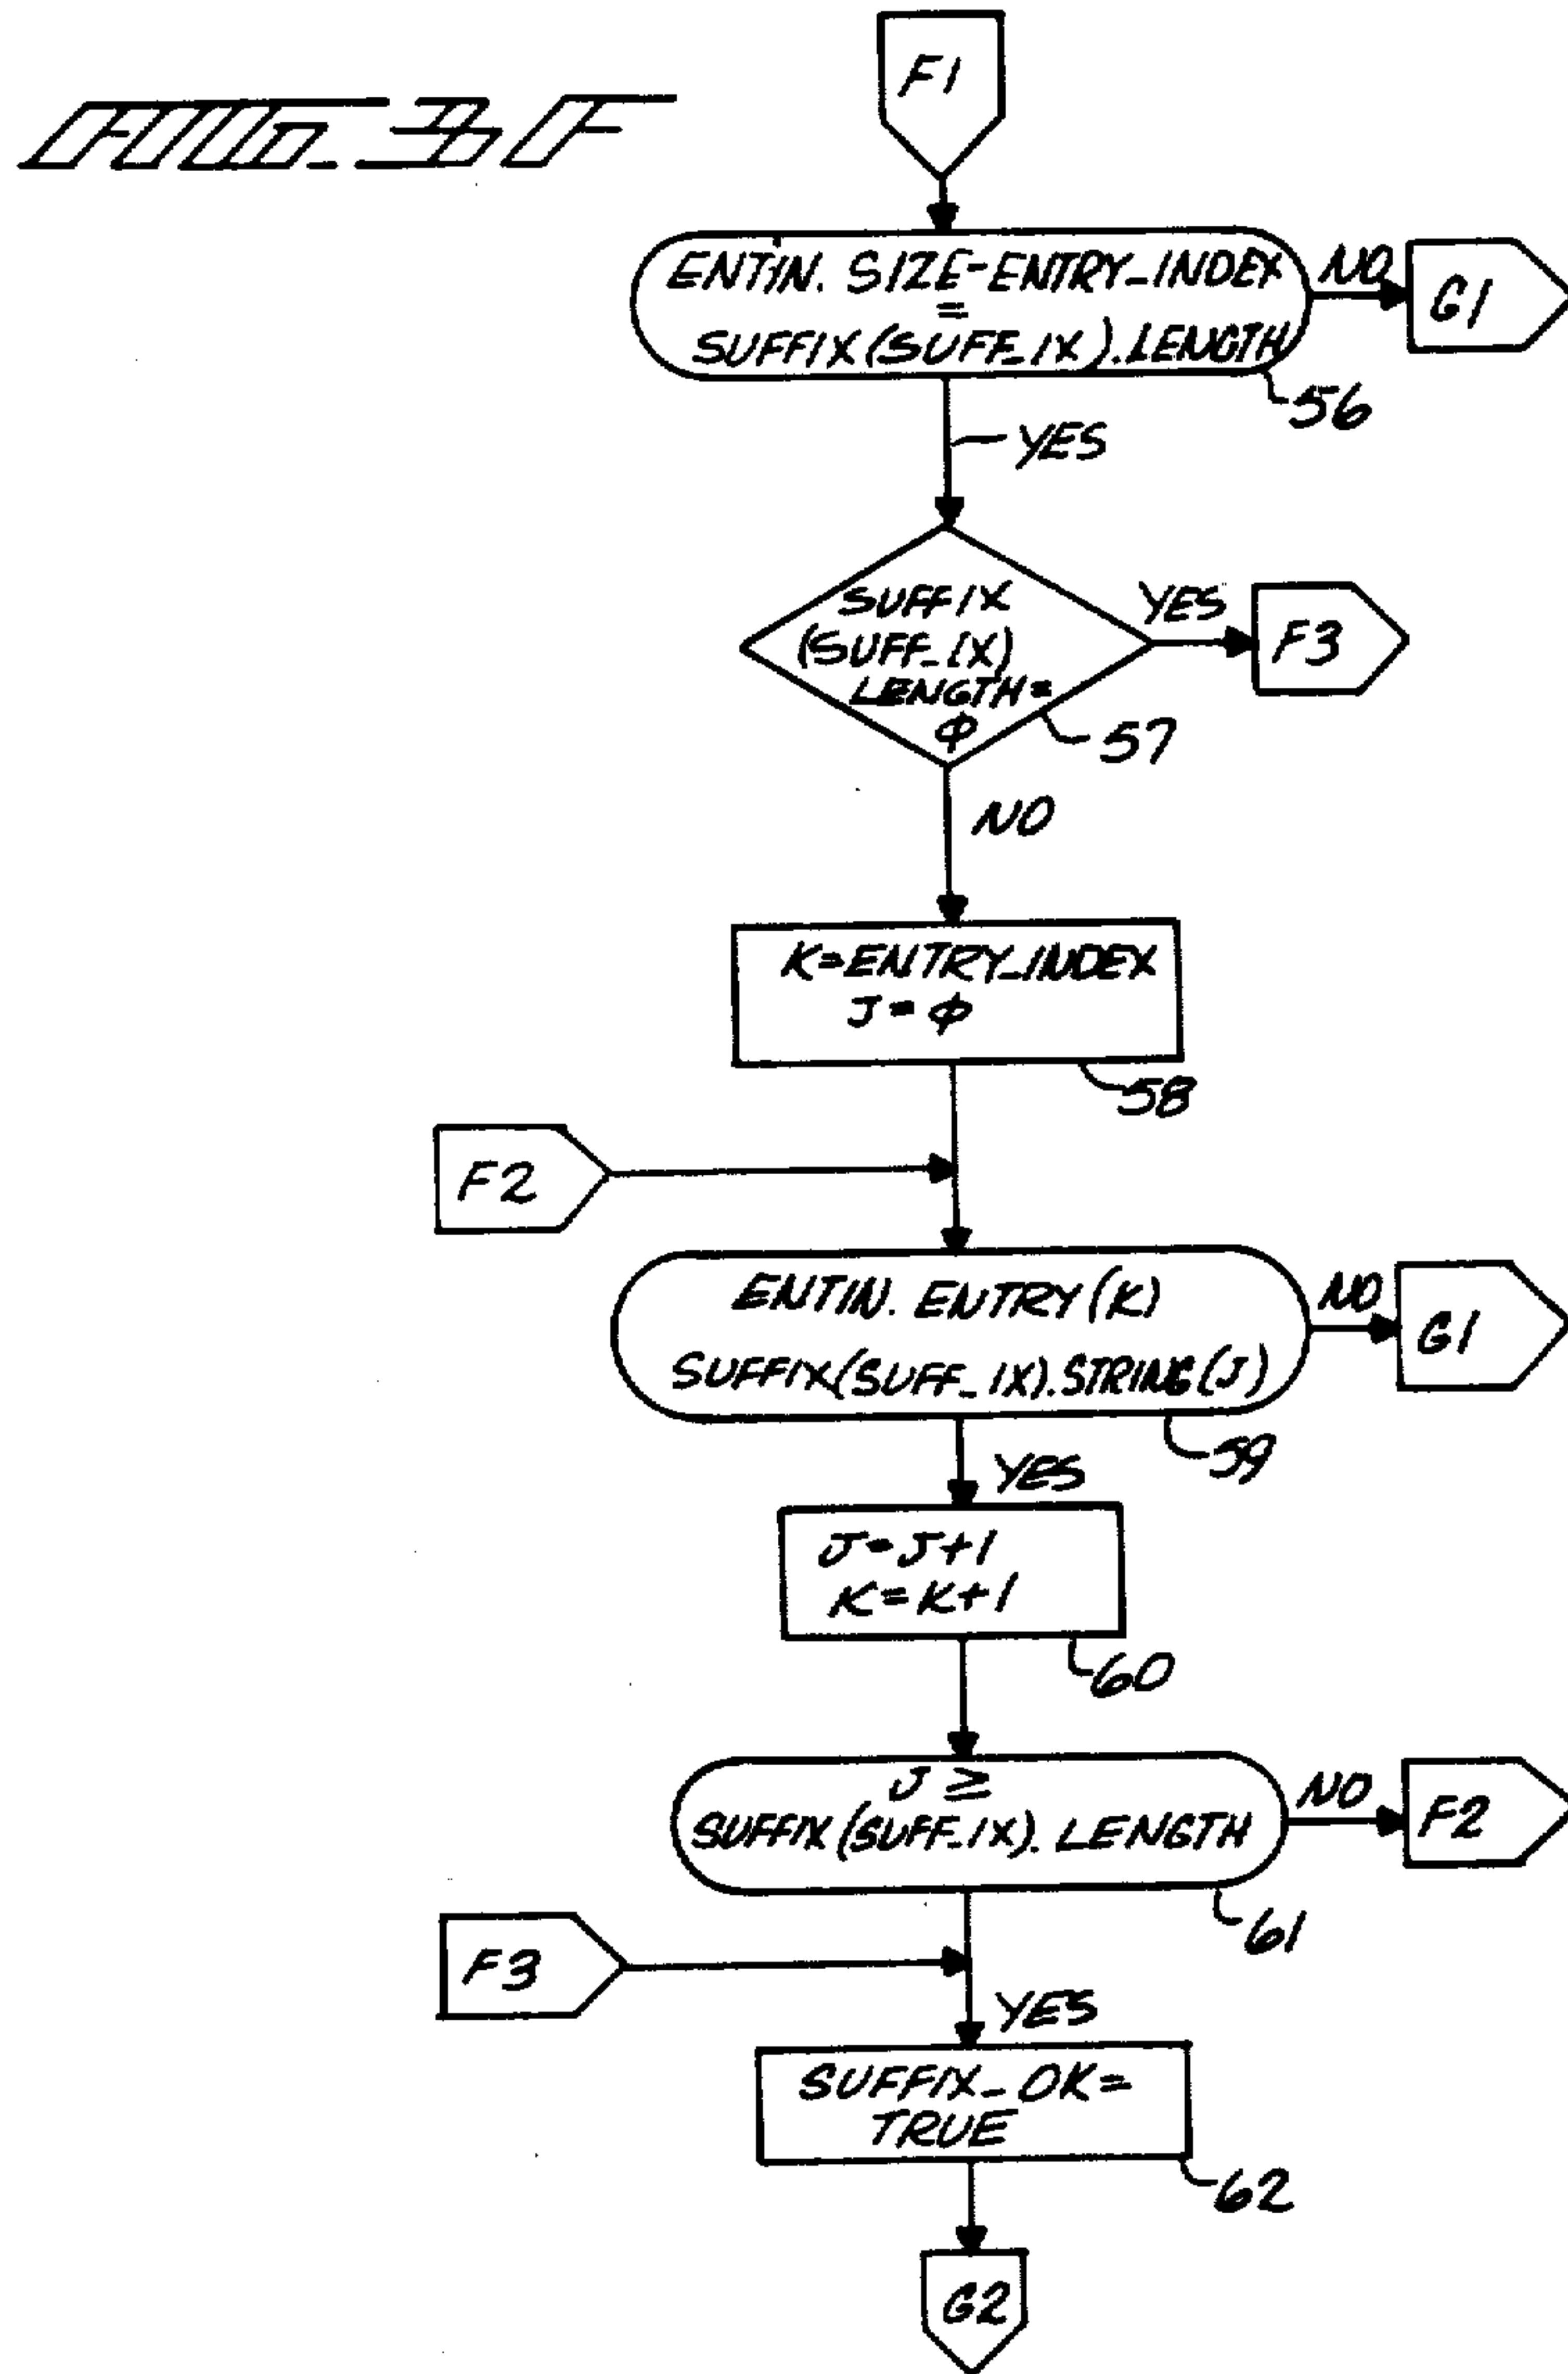 FIG. 3F
F1
ENTIN. SIZE-ENTRY_INDEX
=
SUFFIX(SUFF_IX).LENGTH
NO
G1
56
YES
SUFFIX
(SUFF_IX)
LENGTH=
φ
YES
F3
57
NO
K=ENTRY_INDEX
J=φ
58
F2
ENTIN. ENTRY(K)
SUFFIX(SUFF_IX).STRING(J)
NO
G1
59
YES
J=J+1
K=K+1
60
J ≥
SUFFIX(SUFF_IX). LENGTH
NO
F2
61
F3
YES
SUFFIX_OK=
TRUE
62
G2